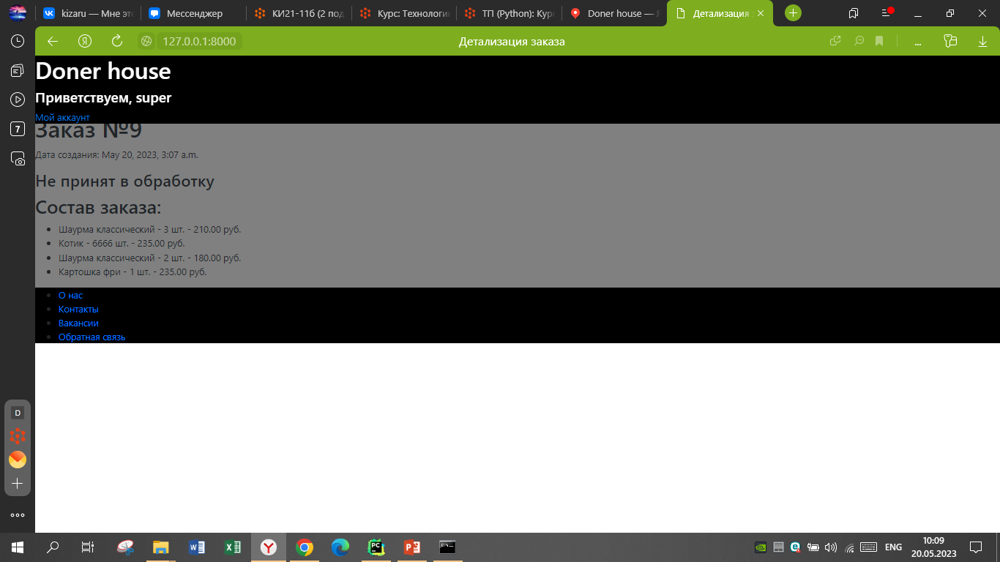 kizaru — Мне это
Мессенджер
КИ21-11б (2 под
Курс: Технологи
ТП (Python): Курс
Doner house — Я
Детализация з
127.0.0.1:8000
Детализация заказа
Doner house
Приветствуем, super
Мой аккаунт
7
Заказ №9
Дата создания: May 20, 2023, 3:07 a.m.
Не принят в обработку
Состав заказа:
Шаурма классический - 3 шт. - 210.00 руб.
Котик - 6666 шт. - 235.00 руб.
Шаурма классический - 2 шт. - 180.00 руб.
Картошка фри - 1 шт. - 235.00 руб.
О нас
Контакты
Вакансии
Обратная связь
D
ENG
10:09
20.05.2023